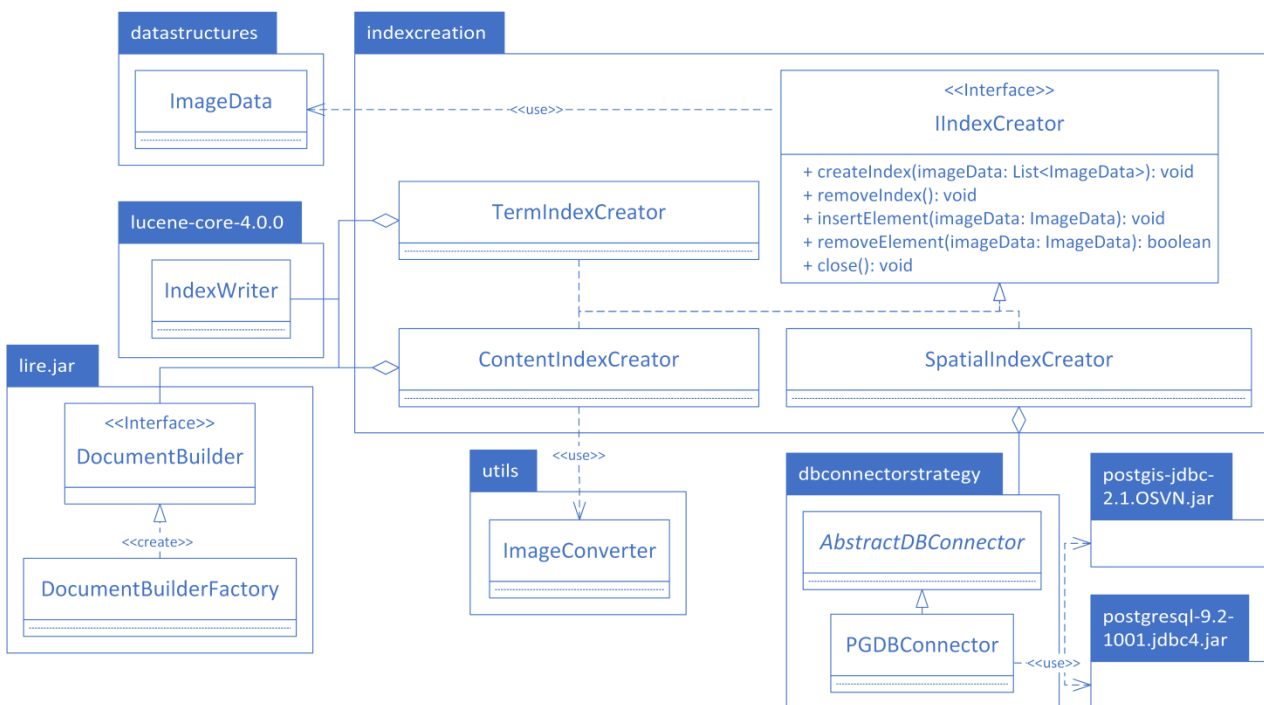 datastructures
ImageData
indexcreation
<<use>>
<<Interface>>
IIndexCreator
+ createIndex(imageData: List<ImageData>): void
+ removeIndex(): void
+ insertElement(imageData: ImageData): void
+ removeElement(imageData: ImageData): boolean
+ close(): void
TermIndexCreator
lucene-core-4.0.0
IndexWriter
ContentIndexCreator
SpatialIndexCreator
lire.jar
<<Interface>>
DocumentBuilder
<<create>>
DocumentBuilderFactory
<<use>>
utils
ImageConverter
dbconnectorstrategy
AbstractDBConnector
PGDBConnector
<<use>>
postgis-jdbc-
2.1.OSVN.jar
postgresql-9.2-
1001.jdbc4.jar